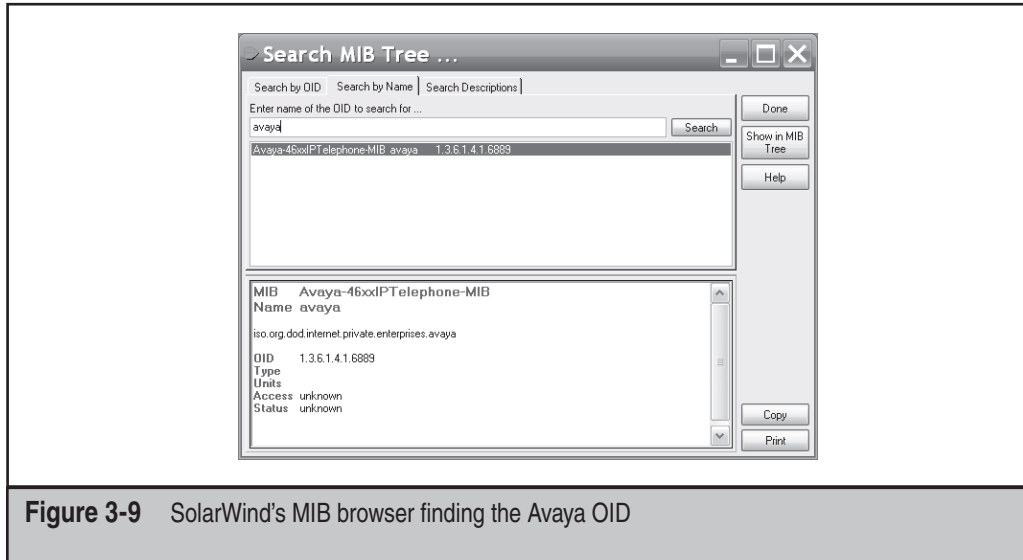 Search MIB Tree ...
Search by OID Search by Name Search Descriptions
Enter name of the OID to search for ...
avaya
Search
Avaya-46xxIPTelephone-MIB avaya 1.3.6.1.4.1.6889
Done
Show in MIB
Tree
Help
MIB Avaya-46xxIPTelephone-MIB
Name avaya
iso.org.dod.internet.private.enterprises.avaya
OID 1.3.6.1.4.1.6889
Type
Units
Access unknown
Status unknown
Copy
Print
Figure 3-9 SolarWind's MIB browser finding the Avaya OID